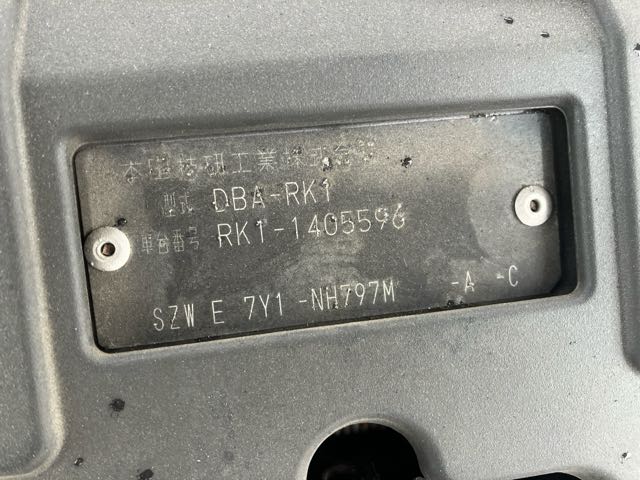 本田技研工業株式会社
型式 DBA-RK1
車台番号 RK1-1405596
SZW E 7Y1 -NH797M -A -C